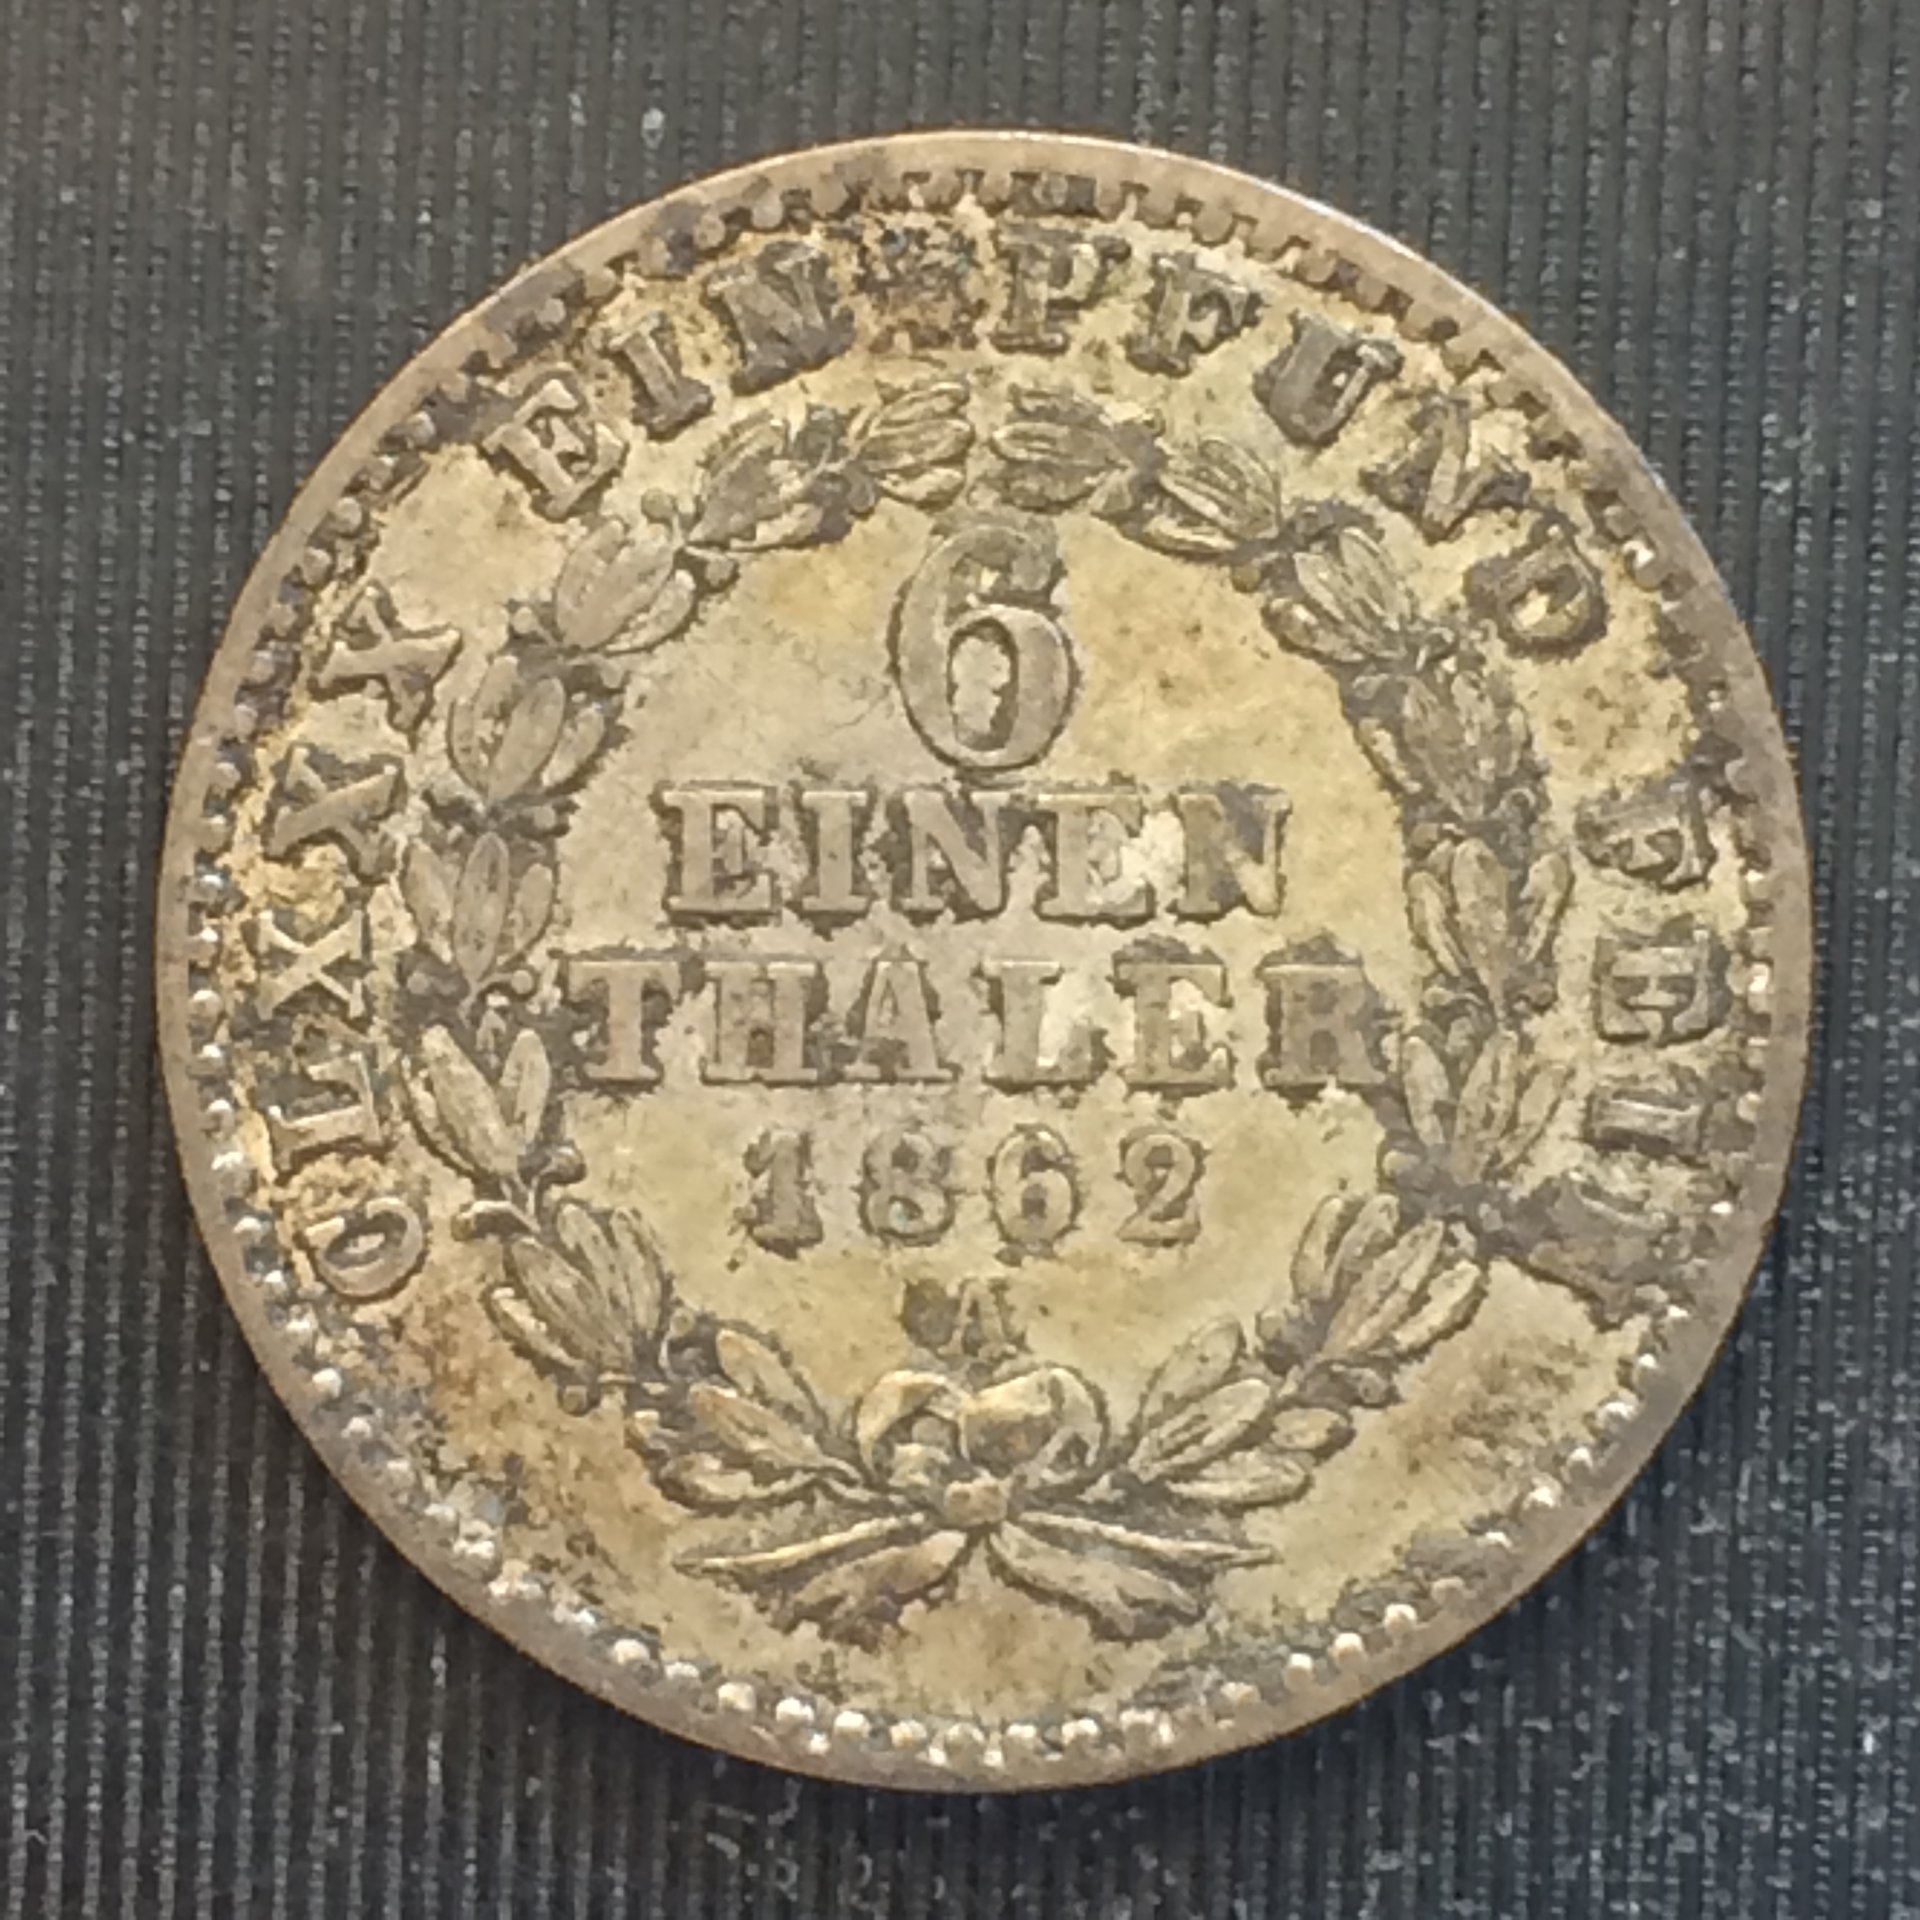 CLXXX EIN PFUND FEIN
6
EINEN
THALER
1862
A